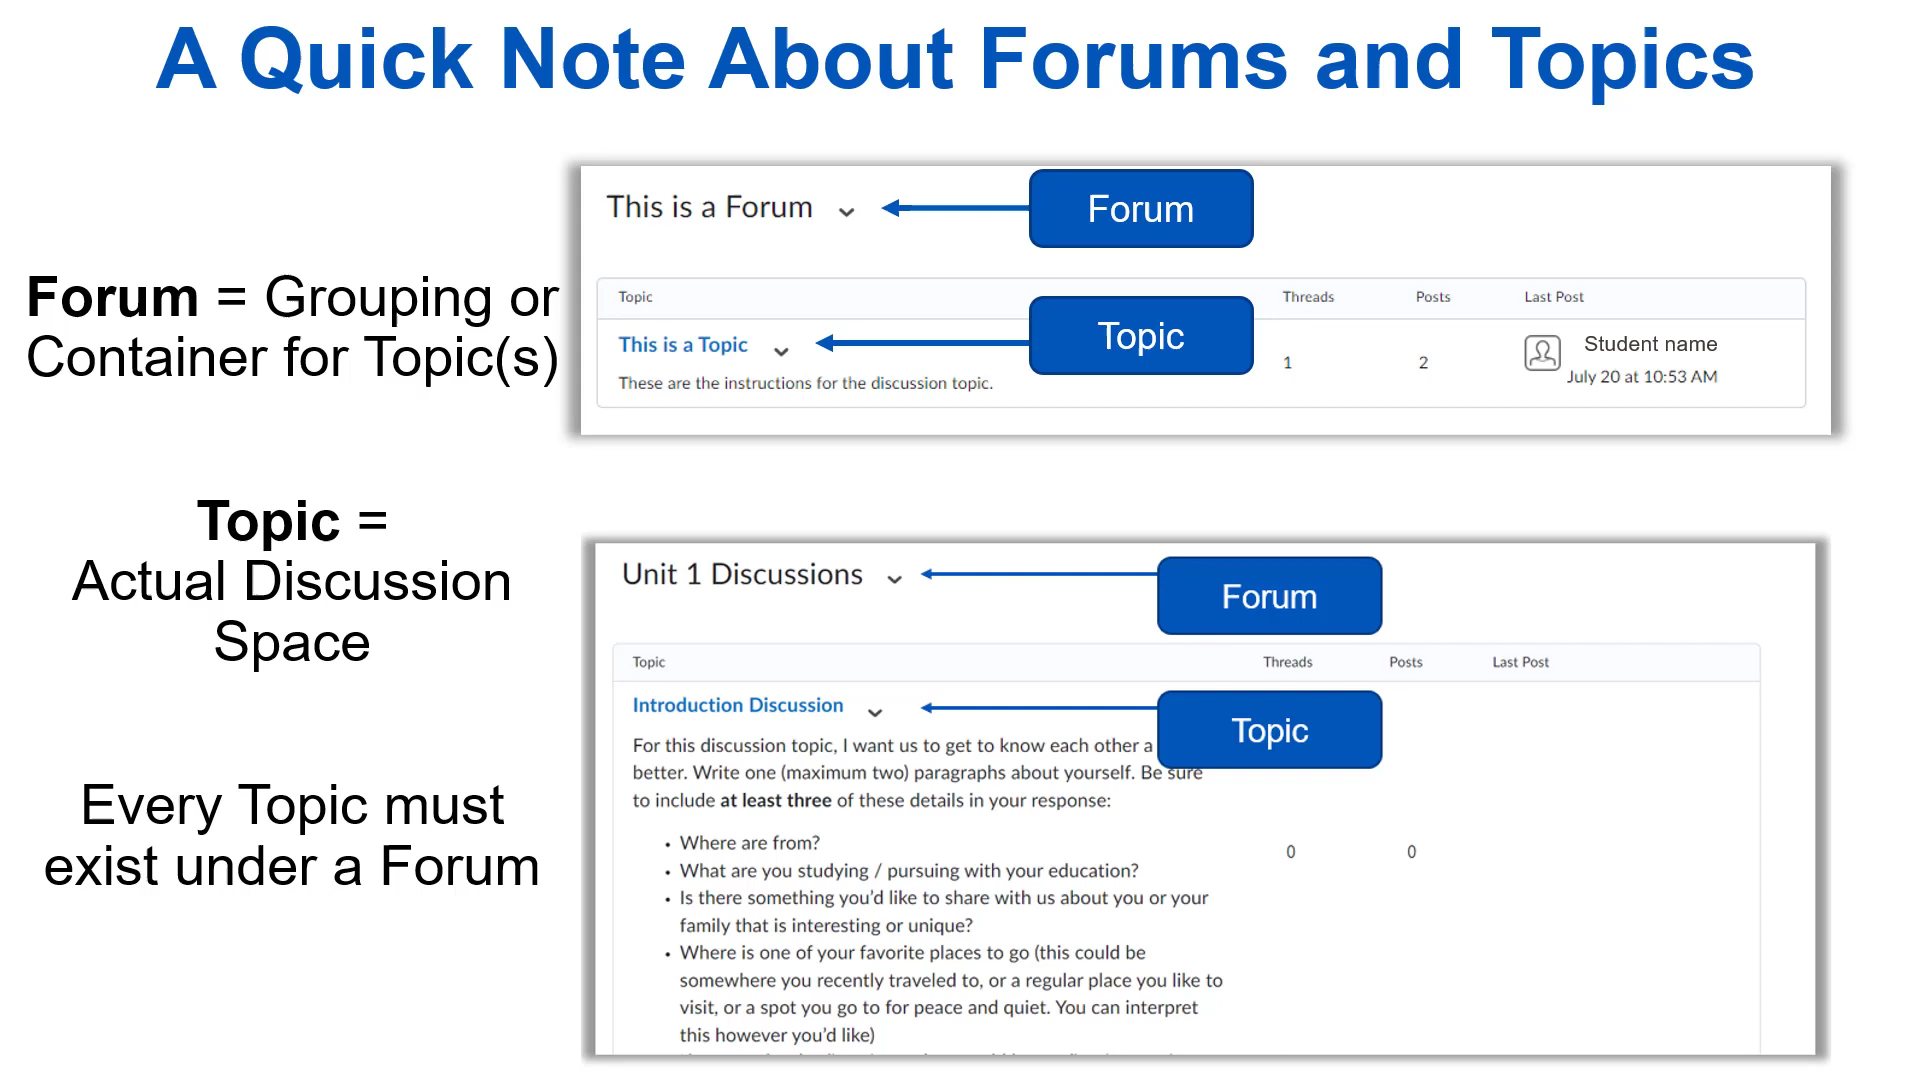 A Quick Note About Forums and Topics
Forum = Grouping or
Container for Topic(s)
Topic =
Actual Discussion
Space
Every Topic must
exist under a Forum
This is a Forum
Forum
Topic
Threads
Posts
Last Post
This is a Topic
Topic
1
2
Student name
July 20 at 10:53 AM
These are the instructions for the discussion topic.
Unit 1 Discussions
Forum
Topic
Threads
Posts
Last Post
Introduction Discussion
Topic
For this discussion topic, I want us to get to know each other a
better. Write one (maximum two) paragraphs about yourself. Be sure
to include at least three of these details in your response:
• Where are from?
• What are you studying / pursuing with your education?
• Is there something you'd like to share with us about you or your
family that is interesting or unique?
• Where is one of your favorite places to go (this could be
somewhere you recently traveled to, or a regular place you like to
visit, or a spot you go to for peace and quiet. You can interpret
this however you'd like)
0
0